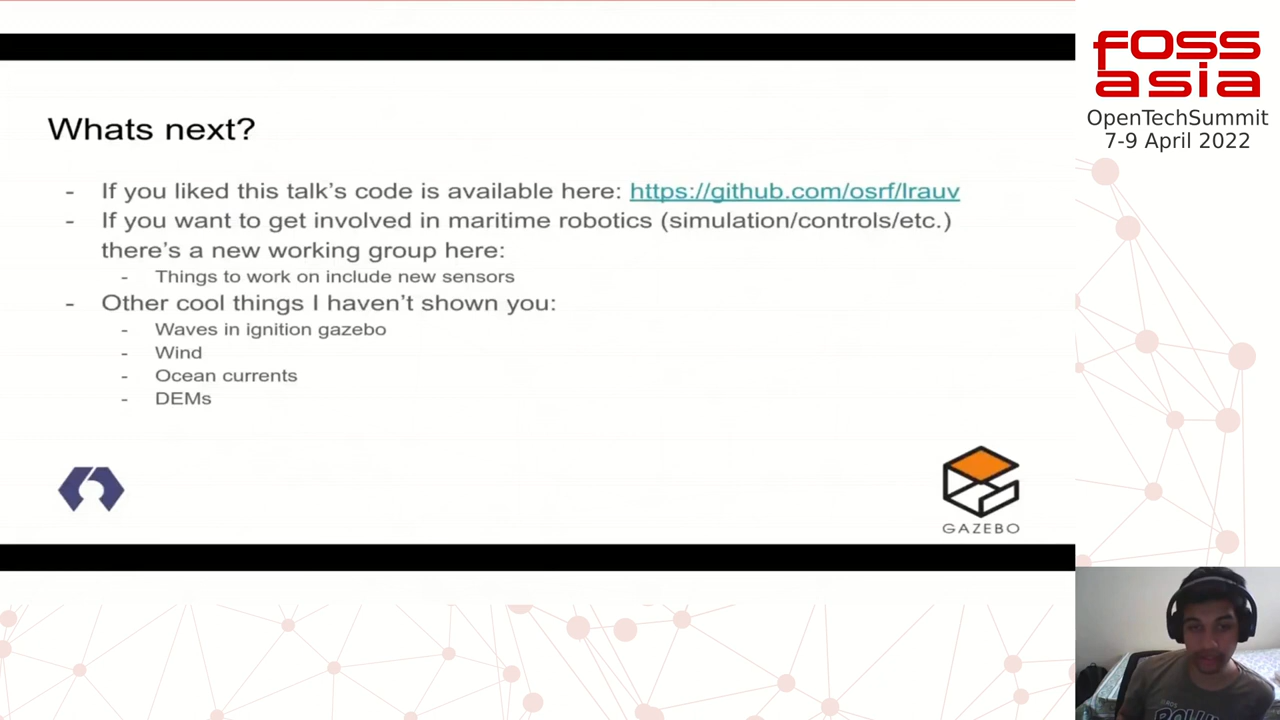 foss
asia
OpenTechSummit
7-9 April 2022
Whats next?
- If you liked this talk's code is available here: https://github.com/osrf/lrauv
- If you want to get involved in maritime robotics (simulation/controls/etc.)
there's a new working group here:
- Things to work on include new sensors
- Other cool things I haven't shown you:
- Waves in ignition gazebo
- Wind
- Ocean currents
- DEMs
GAZEBO